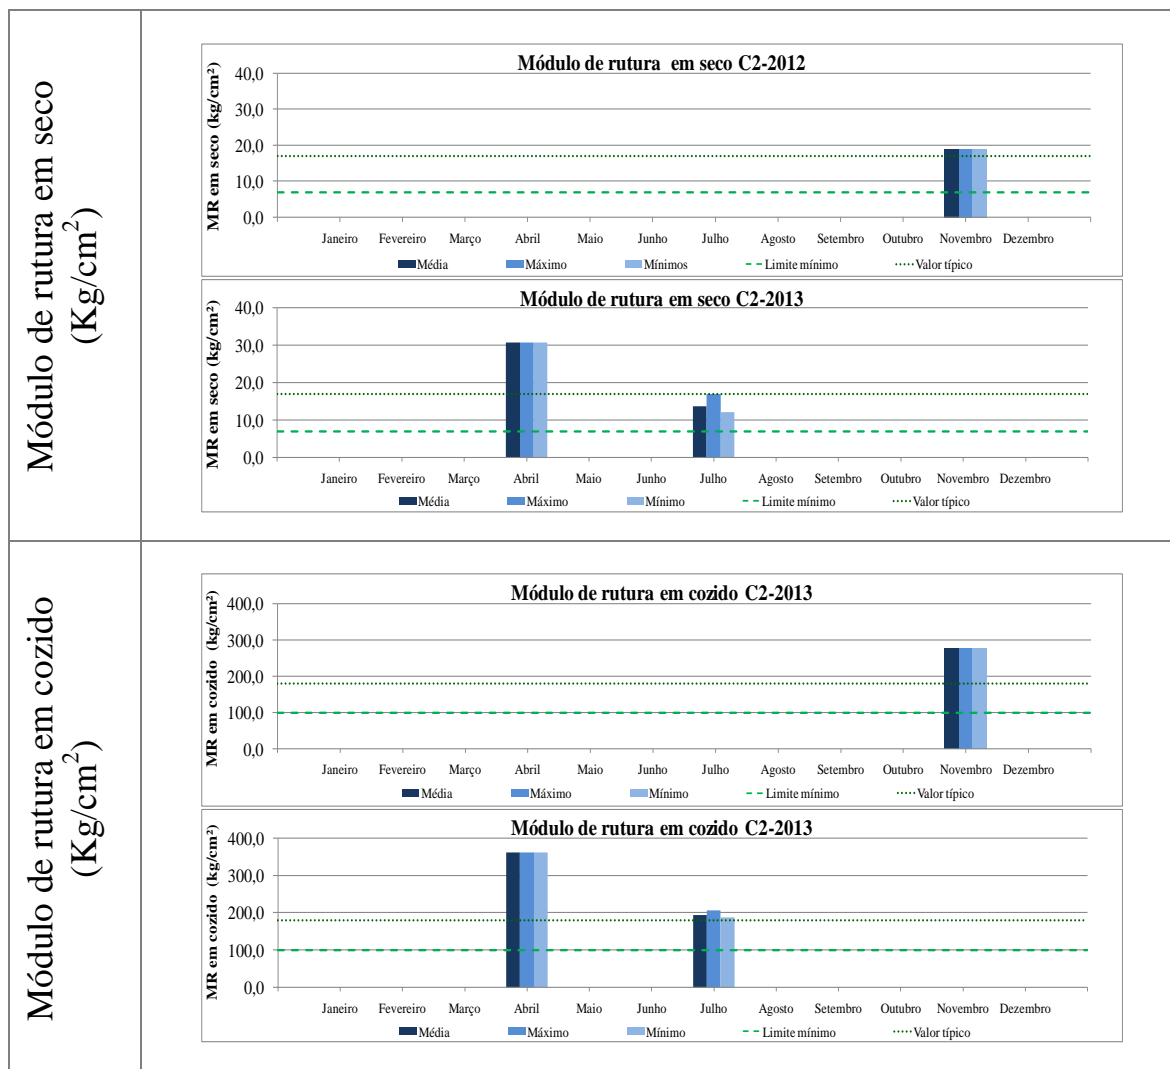 Módulo de rutura em seco
(Kg/cm²)
Módulo de rutura em seco C2-2012
MR em seco (kg/cm²)
40,0
30,0
20,0
10,0
0,0
Janeiro Fevereiro Março Abril Maio Junho Julho Agosto Setembro Outubro Novembro Dezembro
Média Máximo Mínimos Limite mínimo Valor típico
Módulo de rutura em seco C2-2013
MR em seco (kg/cm²)
40,0
30,0
20,0
10,0
0,0
Janeiro Fevereiro Março Abril Maio Junho Julho Agosto Setembro Outubro Novembro Dezembro
Média Máximo Mínimo Limite mínimo Valor típico
Módulo de rutura em cozido
(Kg/cm²)
Módulo de rutura em cozido C2-2013
MR em cozido (kg/cm²)
400,0
300,0
200,0
100,0
0,0
Janeiro Fevereiro Março Abril Maio Junho Julho Agosto Setembro Outubro Novembro Dezembro
Média Máximo Mínimo Limite mínimo Valor típico
Módulo de rutura em cozido C2-2013
MR em cozido (kg/cm²)
400,0
300,0
200,0
100,0
0,0
Janeiro Fevereiro Março Abril Maio Junho Julho Agosto Setembro Outubro Novembro Dezembro
Média Máximo Mínimo Limite mínimo Valor típico